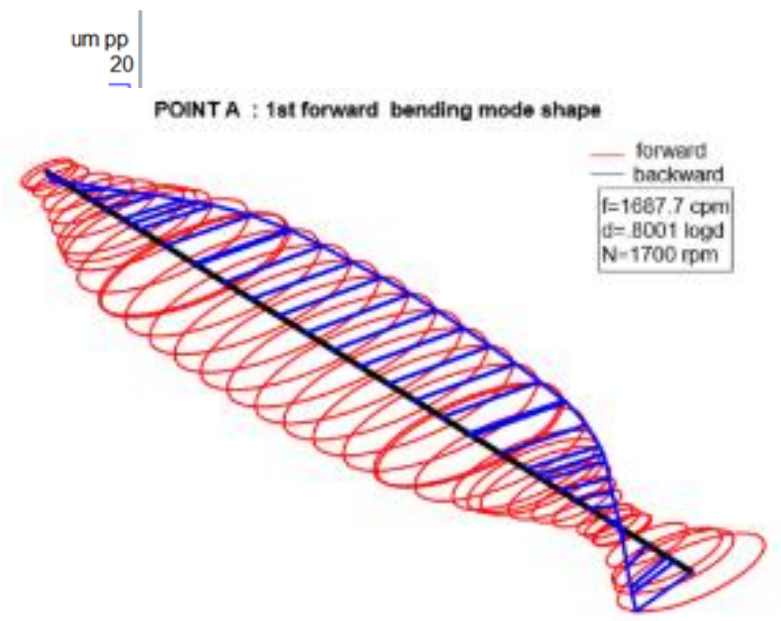 um pp
20
POINT A : 1st forward bending mode shape
forward
backward
f=1687.7 cpm
d=.8001 logd
N=1700 rpm